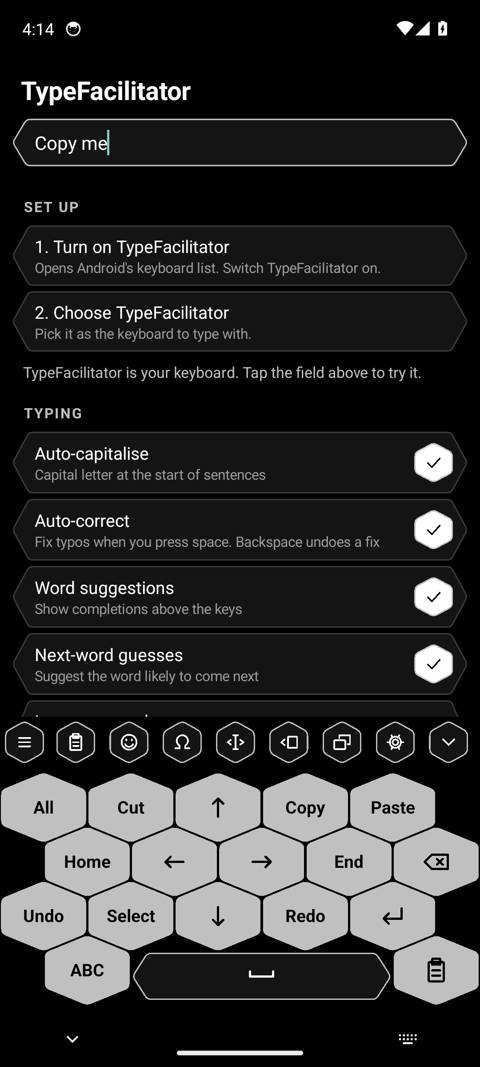 4:14
TypeFacilitator
Copy me
SET UP
1. Turn on TypeFacilitator
Opens Android's keyboard list. Switch TypeFacilitator on.
2. Choose TypeFacilitator
Pick it as the keyboard to type with.
TypeFacilitator is your keyboard. Tap the field above to try it.
TYPING
Auto-capitalise
Capital letter at the start of sentences
Auto-correct
Fix typos when you press space. Backspace undoes a fix
Word suggestions
Show completions above the keys
Next-word guesses
Suggest the word likely to come next
Ω
All Cut ↑ Copy Paste
Home ← → End
Undo Select ↓ Redo
ABC